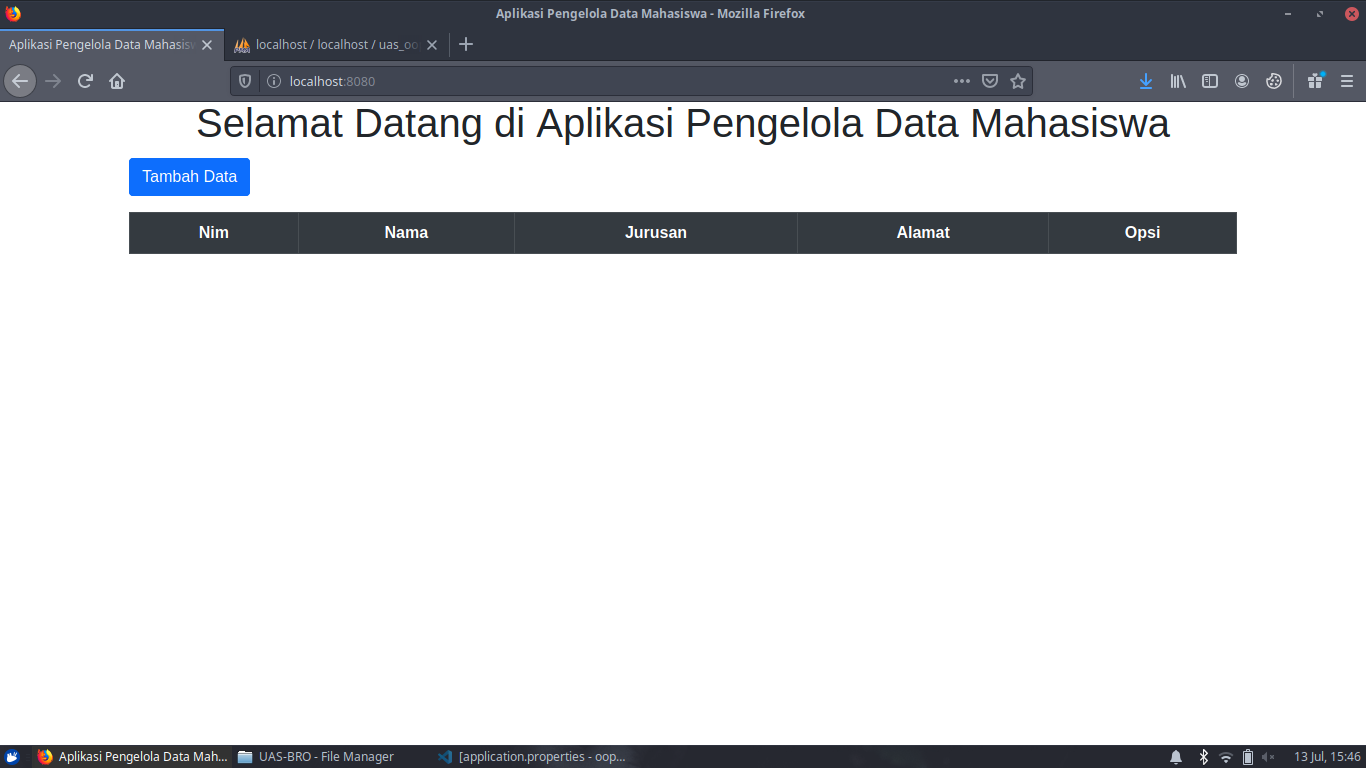 Aplikasi Pengelola Data Mahasiswa - Mozilla Firefox
Aplikasi Pengelola Data Mahasisw
localhost / localhost / uas_oo
localhost:8080
Selamat Datang di Aplikasi Pengelola Data Mahasiswa
Tambah Data
Nim Nama Jurusan Alamat Opsi
Aplikasi Pengelola Data Mah... UAS-BRO - File Manager [application.properties - oop... 13 Jul, 15:46